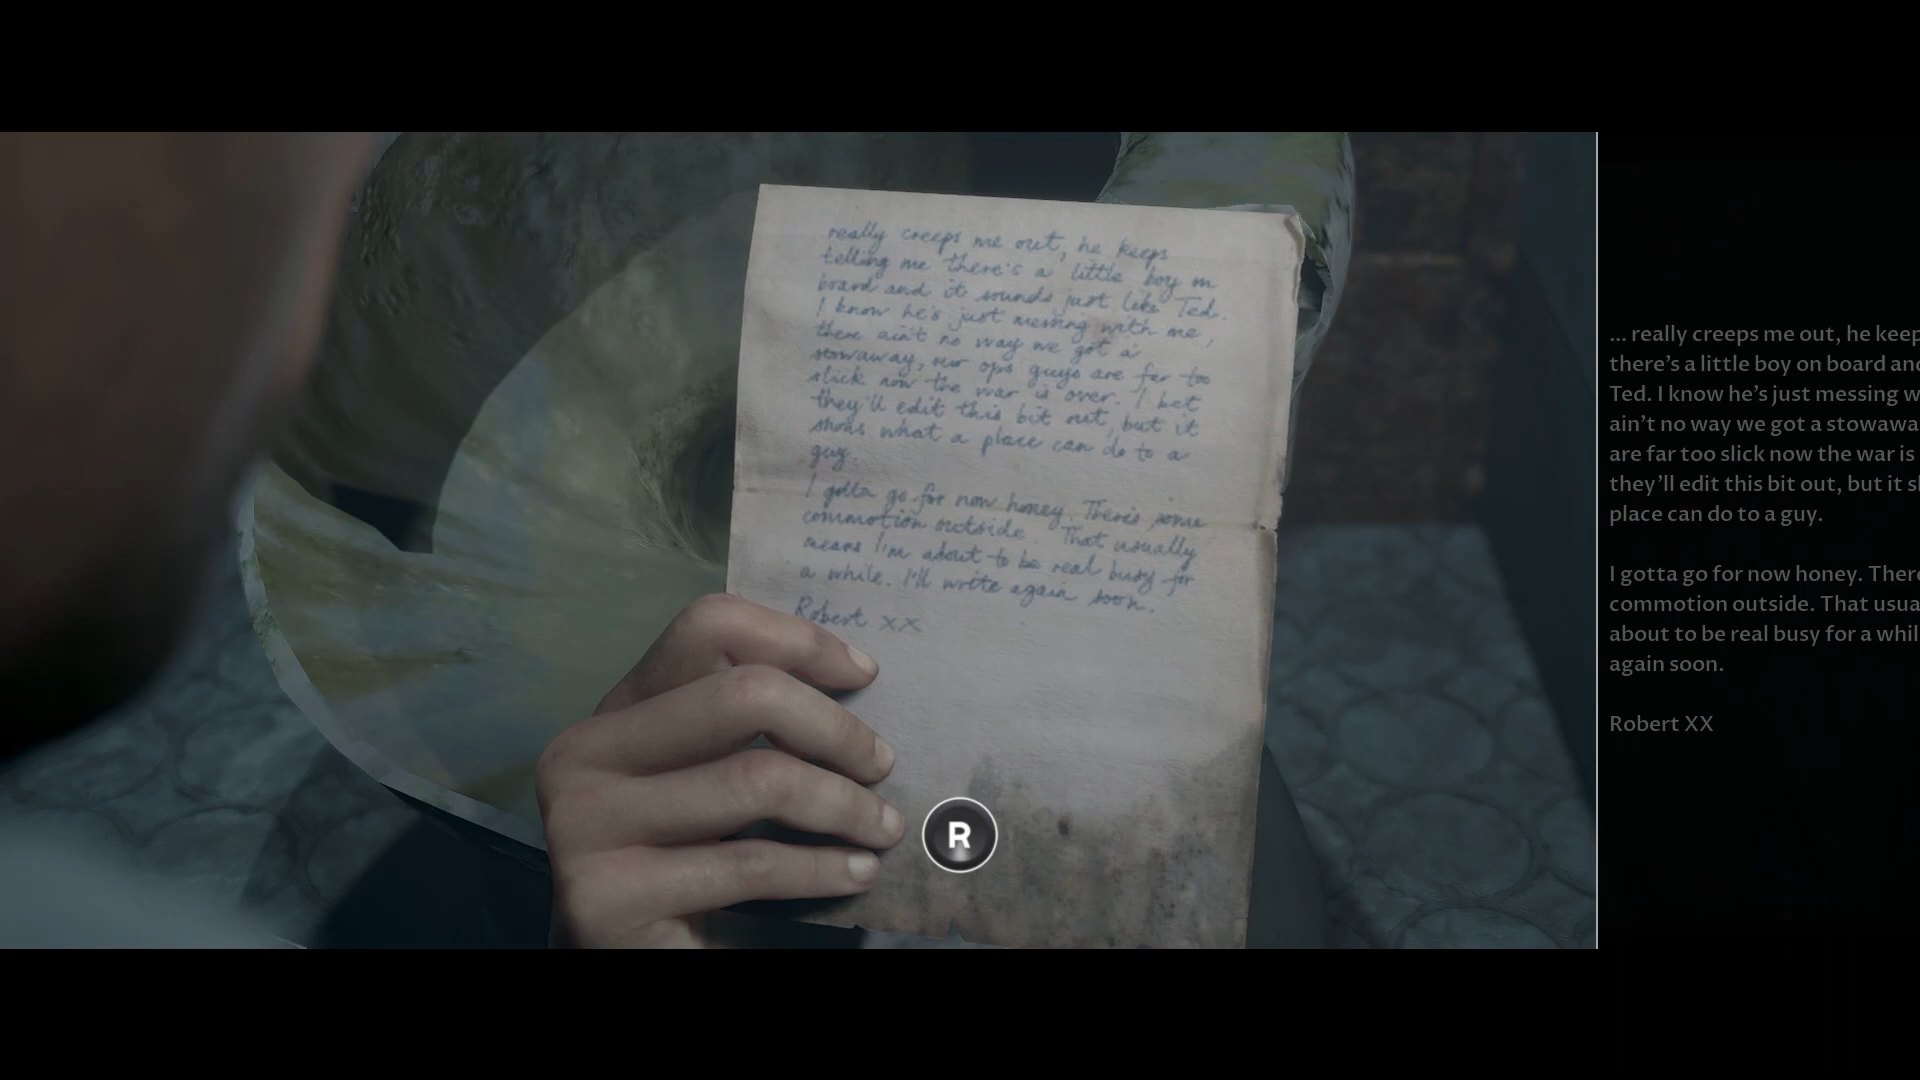 really creeps me out, he keeps
telling me there's a little boy on
board and it sounds just like Ted.
I know he's just messing with me,
there ain't no way we got a
stowaway, our ops guys are far too
slick now the war is over. I bet
they'll edit this bit out, but it
shows what a place can do to a
guy.
I gotta go for now honey. There's some
commotion outside. That usually
means I'm about to be real busy for
a while. I'll write again soon.
Robert XX
R
... really creeps me out, he keep
there's a little boy on board and
Ted. I know he's just messing w
ain't no way we got a stowawa
are far too slick now the war is
they'll edit this bit out, but it sh
place can do to a guy.
I gotta go for now honey. There
commotion outside. That usua
about to be real busy for a whil
again soon.
Robert XX